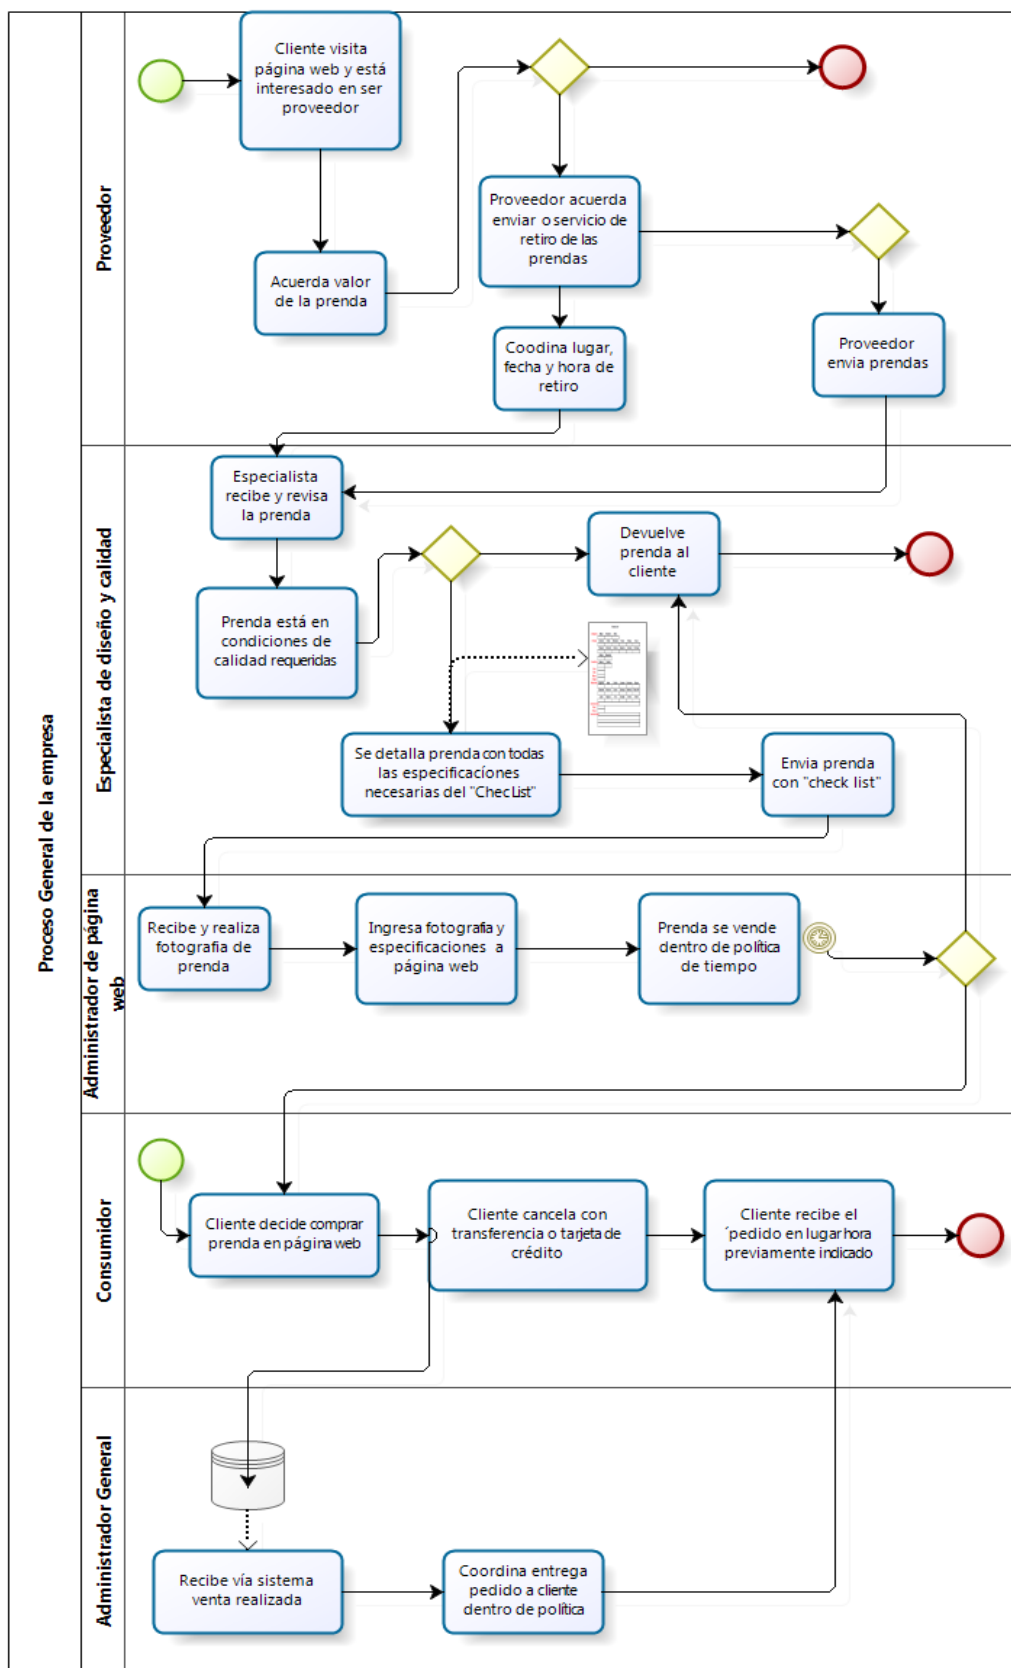 Proceso General de la empresa
Proveedor
Cliente visita
página web y está
interesado en ser
proveedor
Acuerda valor
de la prenda
Proveedor acuerda
enviar o servicio de
retiro de las
prendas
Coodina lugar,
fecha y hora de
retiro
Proveedor
envia prendas
Especialista de diseño y calidad
Especialista
recibe y revisa
la prenda
Prenda está en
condiciones de
calidad requeridas
Devuelve
prenda al
cliente
Se detalla prenda con todas
las especificaciones
necesarias del "ChecList"
Envia prenda
con "check list"
Administrador de página
web
Recibe y realiza
fotografia de
prenda
Ingresa fotografia y
especificaciones a
página web
Prenda se vende
dentro de política
de tiempo
Consumidor
Cliente decide comprar
prenda en página web
Cliente cancela con
transferencia o tarjeta de
crédito
Cliente recibe el
´pedido en lugar hora
previamente indicado
Administrador General
Recibe vía sistema
venta realizada
Coordina entrega
pedido a cliente
dentro de política